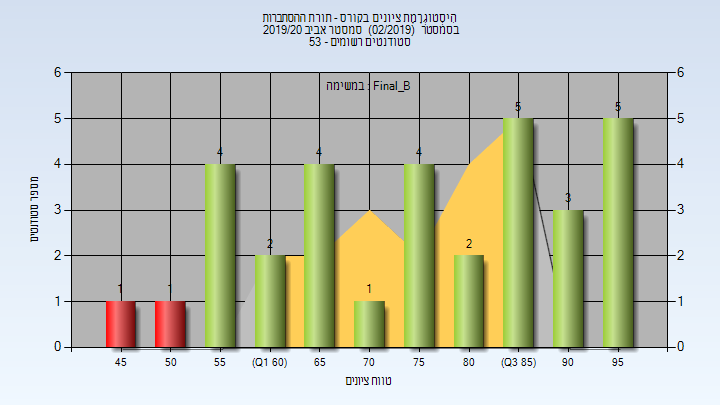 היסטוגרמת ציונים בקורס - תורת ההסתברות
בסמסטר (02/2019) סמסטר אביב 2019/20
סטודנטים רשומים - 53
במשימה : Final_B
6 6
5 5 5 5
4 4 4 4 4
3 3 3
2 2 2 2
1 1 1 1 1
0 0
45 50 55 (Q1 60) 65 70 75 80 (Q3 85) 90 95
מספר סטודנטים
טווח ציונים